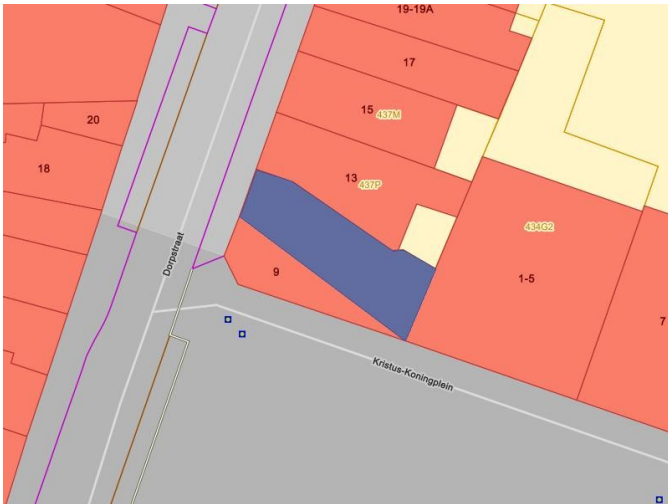 19-19A
17
15 437M
20
18
13 437P
434G2
1-5
9
7
Dorpstraat
Kristus-Koningplein